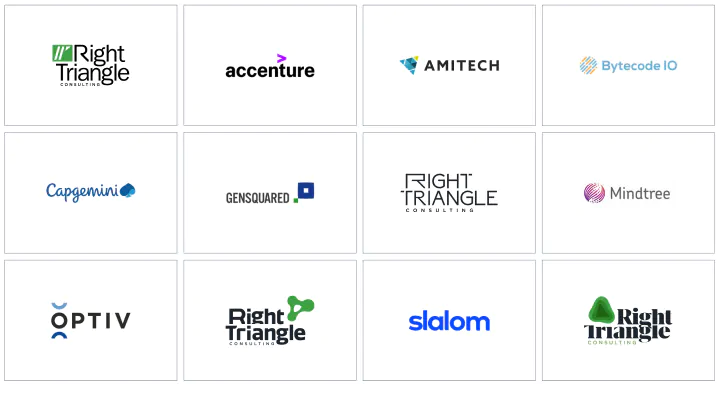 Right
Triangle
CONSULTING
accenture
AMITECH
Bytecode IO
Capgemini
GENSQUARED
RIGHT
TRIANGLE
CONSULTING
Mindtree
OPTIV
Right
Triangle
CONSULTING
slalom
Right
Triangle
CONSULTING